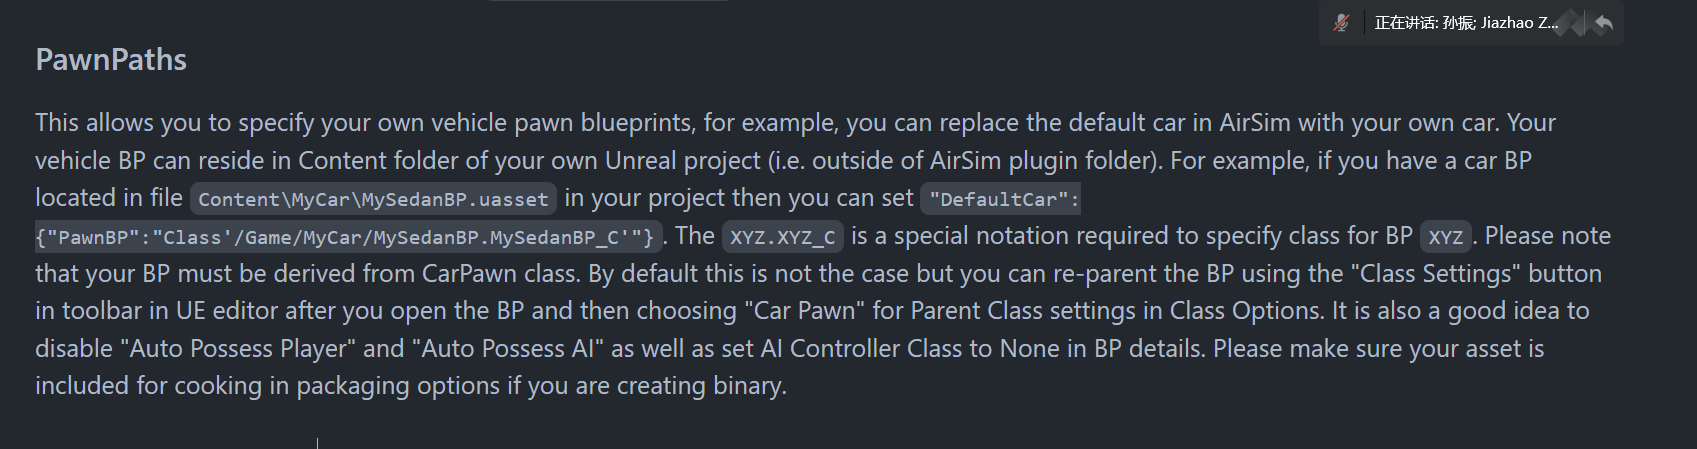 正在讲话: 孙振; Jiazhao Z...
PawnPaths
This allows you to specify your own vehicle pawn blueprints, for example, you can replace the default car in AirSim with your own car. Your
vehicle BP can reside in Content folder of your own Unreal project (i.e. outside of AirSim plugin folder). For example, if you have a car BP
located in file Content\MyCar\MySedanBP.uasset in your project then you can set "DefaultCar":
{"PawnBP":"Class'/Game/MyCar/MySedanBP.MySedanBP_C'"} . The XYZ.XYZ_C is a special notation required to specify class for BP XYZ . Please note
that your BP must be derived from CarPawn class. By default this is not the case but you can re-parent the BP using the "Class Settings" button
in toolbar in UE editor after you open the BP and then choosing "Car Pawn" for Parent Class settings in Class Options. It is also a good idea to
disable "Auto Possess Player" and "Auto Possess AI" as well as set AI Controller Class to None in BP details. Please make sure your asset is
included for cooking in packaging options if you are creating binary.